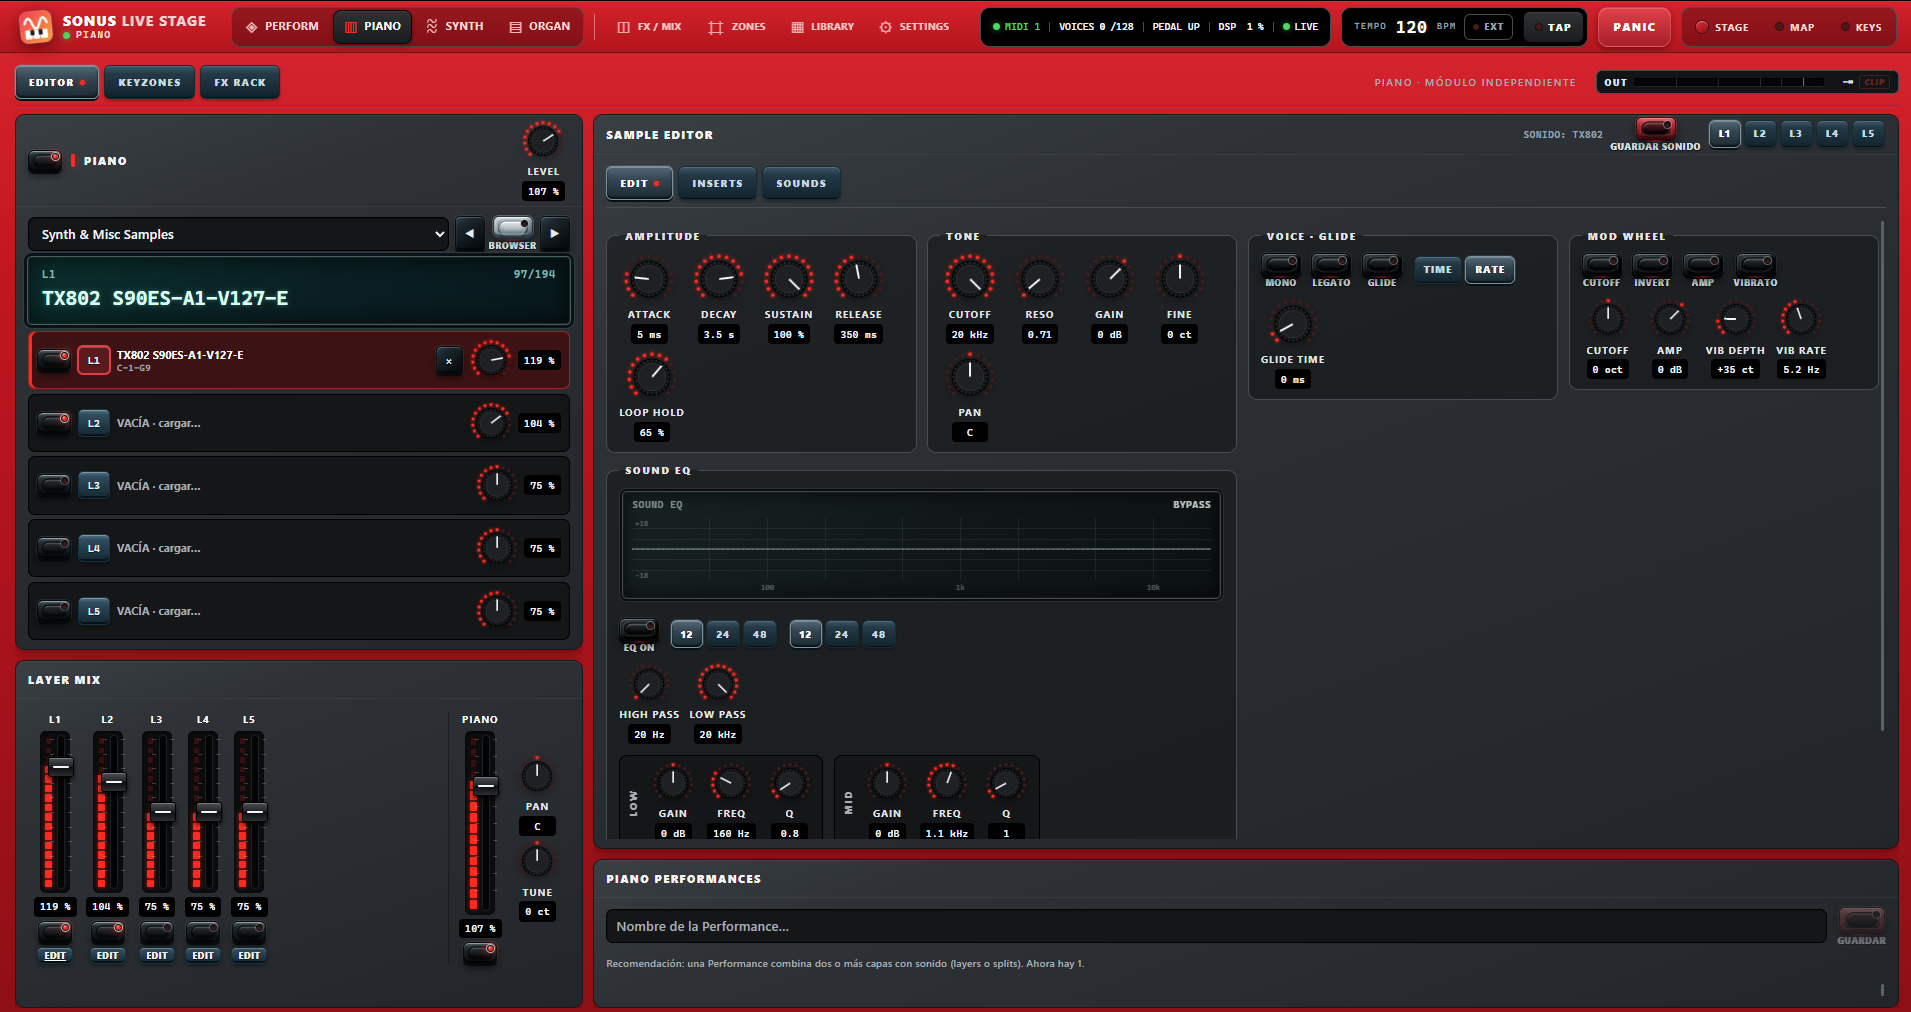 SONUS LIVE STAGE
PIANO
PERFORM
PIANO
SYNTH
ORGAN
FX / MIX
ZONES
LIBRARY
SETTINGS
MIDI 1
VOICES 0 /128
PEDAL UP
DSP 1 %
LIVE
TEMPO 120 BPM
EXT
TAP
PANIC
STAGE
MAP
KEYS
EDITOR
KEYZONES
FX RACK
PIANO · MÓDULO INDEPENDIENTE
OUT
-∞
CLIP
PIANO
LEVEL
107 %
Synth & Misc Samples
◀
BROWSER
▶
L1
97/194
TX802 S90ES-A1-V127-E
L1
TX802 S90ES-A1-V127-E
C-1–G9
×
119 %
L2
VACÍA · cargar...
104 %
L3
VACÍA · cargar...
75 %
L4
VACÍA · cargar...
75 %
L5
VACÍA · cargar...
75 %
LAYER MIX
L1 L2 L3 L4 L5
PIANO
PAN
C
TUNE
0 ct
119 % 104 % 75 % 75 % 75 %
107 %
EDIT EDIT EDIT EDIT EDIT
SAMPLE EDITOR
SONIDO: TX802
GUARDAR SONIDO
L1 L2 L3 L4 L5
EDIT
INSERTS
SOUNDS
AMPLITUDE
ATTACK DECAY SUSTAIN RELEASE
5 ms 3.5 s 100 % 350 ms
LOOP HOLD
65 %
TONE
CUTOFF RESO GAIN FINE
20 kHz 0.71 0 dB 0 ct
PAN
C
VOICE · GLIDE
MONO LEGATO GLIDE
TIME RATE
GLIDE TIME
0 ms
MOD WHEEL
CUTOFF INVERT AMP VIBRATO
CUTOFF AMP VIB DEPTH VIB RATE
0 oct 0 dB +35 ct 5.2 Hz
SOUND EQ
SOUND EQ
BYPASS
+18
-18
100 1k 10k
EQ ON
12 24 48
12 24 48
HIGH PASS LOW PASS
20 Hz 20 kHz
LOW
GAIN FREQ Q
0 dB 160 Hz 0.8
MID
GAIN FREQ Q
0 dB 1.1 kHz 1
PIANO PERFORMANCES
Nombre de la Performance...
GUARDAR
Recomendación: una Performance combina dos o más capas con sonido (layers o splits). Ahora hay 1.